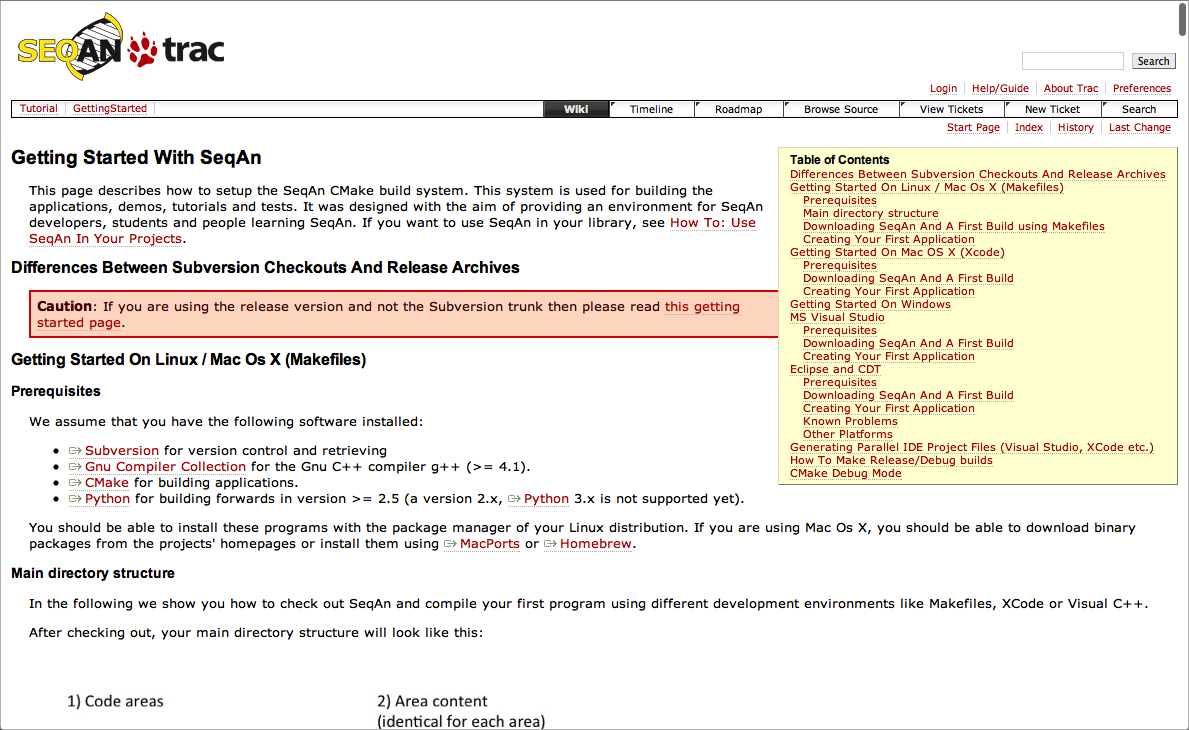 SEQAN trac
Search
Login Help/Guide About Trac Preferences
Tutorial GettingStarted Wiki Timeline Roadmap Browse Source View Tickets New Ticket Search
Start Page Index History Last Change
Getting Started With SeqAn
This page describes how to setup the SeqAn CMake build system. This system is used for building the
applications, demos, tutorials and tests. It was designed with the aim of providing an environment for SeqAn
developers, students and people learning SeqAn. If you want to use SeqAn in your library, see How To: Use
SeqAn In Your Projects.
Differences Between Subversion Checkouts And Release Archives
Caution: If you are using the release version and not the Subversion trunk then please read this getting
started page.
Table of Contents
Differences Between Subversion Checkouts And Release Archives
Getting Started On Linux / Mac Os X (Makefiles)
Prerequisites
Main directory structure
Downloading SeqAn And A First Build using Makefiles
Creating Your First Application
Getting Started On Mac OS X (Xcode)
Prerequisites
Downloading SeqAn And A First Build
Creating Your First Application
Getting Started On Windows
MS Visual Studio
Prerequisites
Downloading SeqAn And A First Build
Creating Your First Application
Eclipse and CDT
Prerequisites
Downloading SeqAn And A First Build
Creating Your First Application
Known Problems
Other Platforms
Generating Parallel IDE Project Files (Visual Studio, XCode etc.)
How To Make Release/Debug builds
CMake Debug Mode
Getting Started On Linux / Mac Os X (Makefiles)
Prerequisites
We assume that you have the following software installed:
Subversion for version control and retrieving
Gnu Compiler Collection for the Gnu C++ compiler g++ (>= 4.1).
CMake for building applications.
Python for building forwards in version >= 2.5 (a version 2.x, Python 3.x is not supported yet).
You should be able to install these programs with the package manager of your Linux distribution. If you are using Mac Os X, you should be able to download binary
packages from the projects' homepages or install them using MacPorts or Homebrew.
Main directory structure
In the following we show you how to check out SeqAn and compile your first program using different development environments like Makefiles, XCode or Visual C++.
After checking out, your main directory structure will look like this:
1) Code areas 2) Area content
(identical for each area)